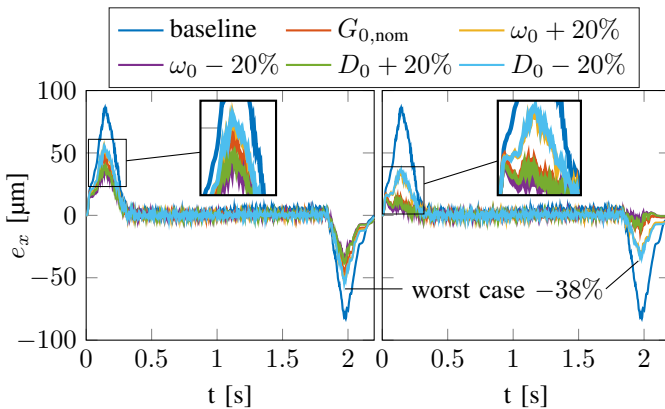 baseline G₀,nom ω₀ + 20%
ω₀ − 20% D₀ + 20% D₀ − 20%
100
50
0
−50
−100
e_x [µm]
worst case −38%
0 0.5 1 1.5 2 0 0.5 1 1.5 2
t [s] t [s]